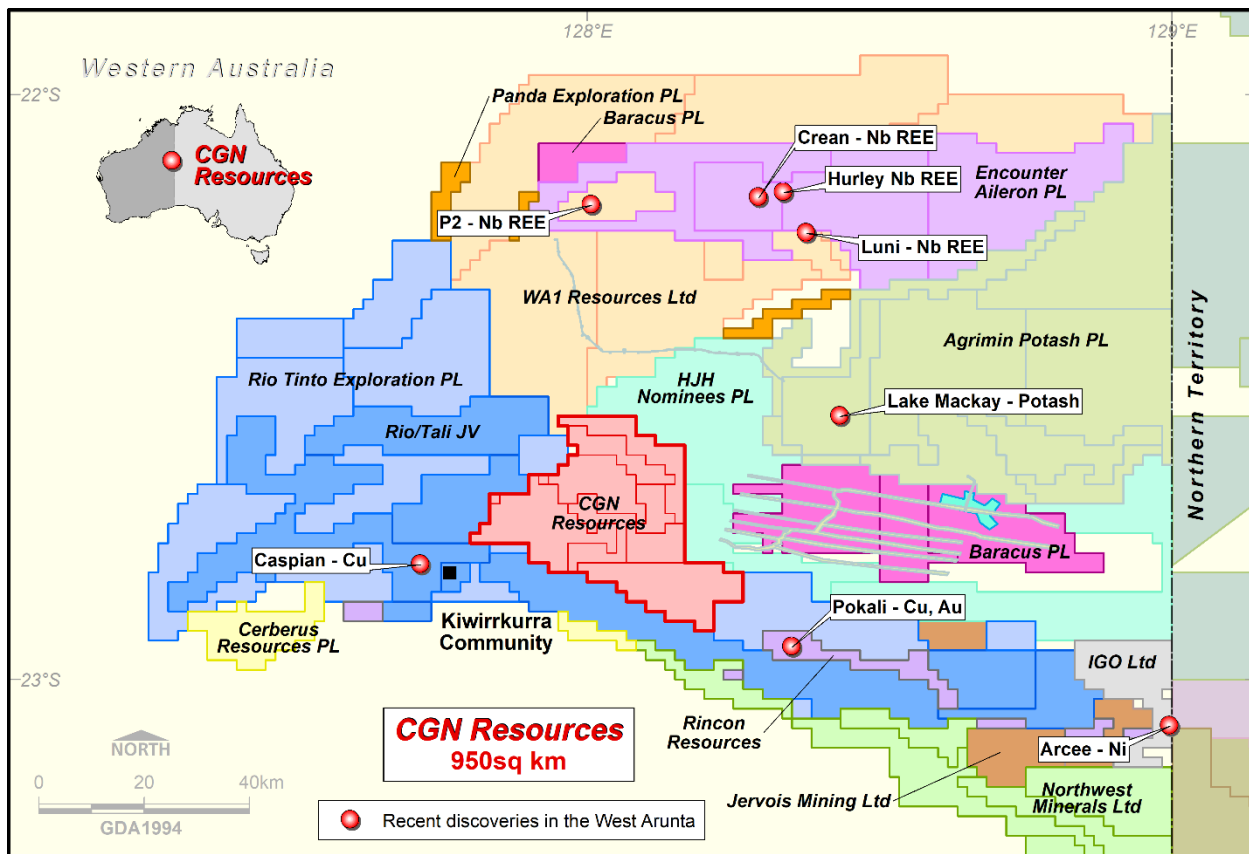 128°E
129°E
Western Australia
22°S
Panda Exploration PL
Baracus PL
CGN
Resources
Crean - Nb REE
Hurley Nb REE
Encounter
Aileron PL
P2 - Nb REE
Luni - Nb REE
WA1 Resources Ltd
Agrimin Potash PL
Northern Territory
Rio Tinto Exploration PL
HJH
Nominees PL
Lake Mackay - Potash
Rio/Tali JV
CGN
Resources
Baracus PL
Caspian - Cu
Pokali - Cu, Au
Kiwirrkurra
Community
Cerberus
Resources PL
IGO Ltd
23°S
CGN Resources
950sq km
Rincon
Resources
Arcee - Ni
NORTH
0 20 40km
GDA1994
Jervois Mining Ltd
Northwest
Minerals Ltd
Recent discoveries in the West Arunta